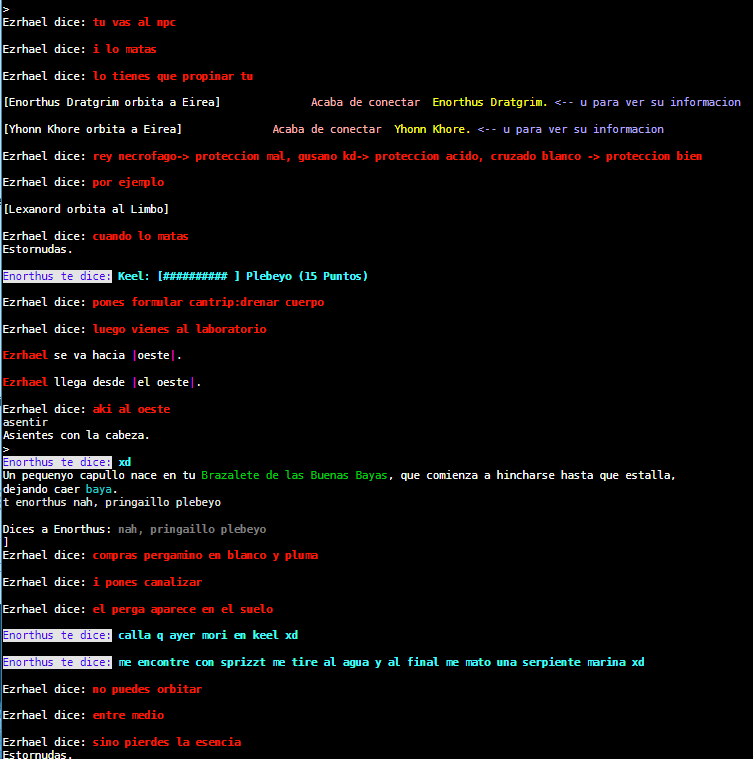 >
Ezrhael dice: tu vas al npc
Ezrhael dice: i lo matas
Ezrhael dice: lo tienes que propinar tu
[Enorthus Dratgrim orbita a Eirea] Acaba de conectar Enorthus Dratgrim. <-- u para ver su informacion
[Yhonn Khore orbita a Eirea] Acaba de conectar Yhonn Khore. <-- u para ver su informacion
Ezrhael dice: rey necrofago-> proteccion mal, gusano kd-> proteccion acido, cruzado blanco -> proteccion bien
Ezrhael dice: por ejemplo
[Lexanord orbita al Limbo]
Ezrhael dice: cuando lo matas
Estornudas.
Enorthus te dice: Keel: [########## ] Plebeyo (15 Puntos)
Ezrhael dice: pones formular cantrip:drenar cuerpo
Ezrhael dice: luego vienes al laboratorio
Ezrhael se va hacia |oeste|.
Ezrhael llega desde |el oeste|.
Ezrhael dice: aki al oeste
asentir
Asientes con la cabeza.
>
Enorthus te dice: xd
Un pequenyo capullo nace en tu Brazalete de las Buenas Bayas, que comienza a hincharse hasta que estalla,
dejando caer baya.
t enorthus nah, pringaillo plebeyo
Dices a Enorthus: nah, pringaillo plebeyo
]
Ezrhael dice: compras pergamino en blanco y pluma
Ezrhael dice: i pones canalizar
Ezrhael dice: el perga aparece en el suelo
Enorthus te dice: calla q ayer mori en keel xd
Enorthus te dice: me encontre con sprizzt me tire al agua y al final me mato una serpiente marina xd
Ezrhael dice: no puedes orbitar
Ezrhael dice: entre medio
Ezrhael dice: sino pierdes la esencia
Estornudas.